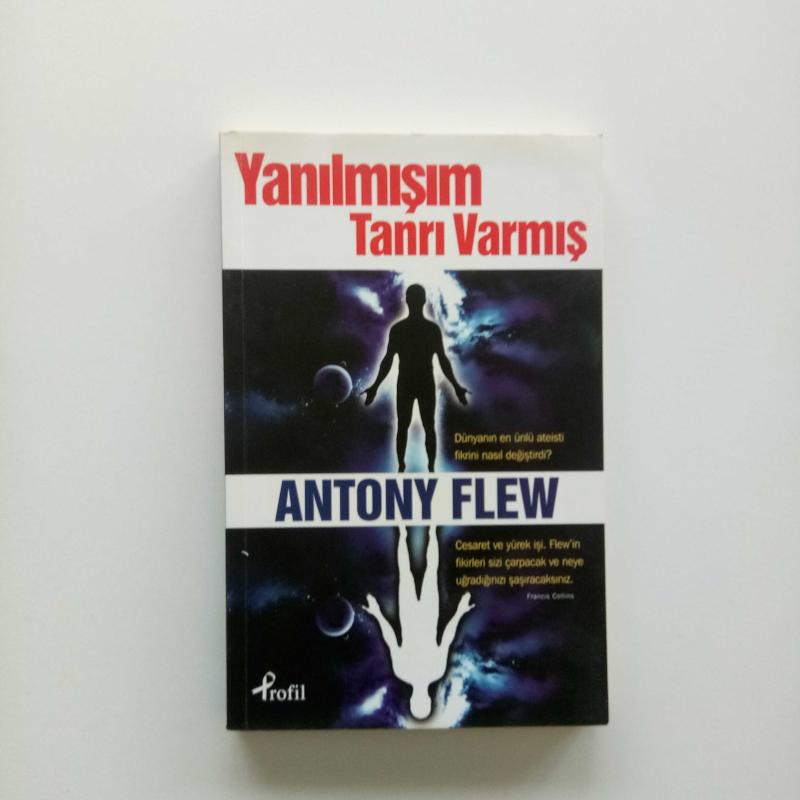 Yanılmışım
Tanrı Varmış
Dünyanın en ünlü ateisti
fikrini nasıl değiştirdi?
ANTONY FLEW
Cesaret ve yürek işi. Flew'in
fikirleri sizi çarpacak ve neye
uğradığınızı şaşıracaksınız.
Francis Collins
Profil